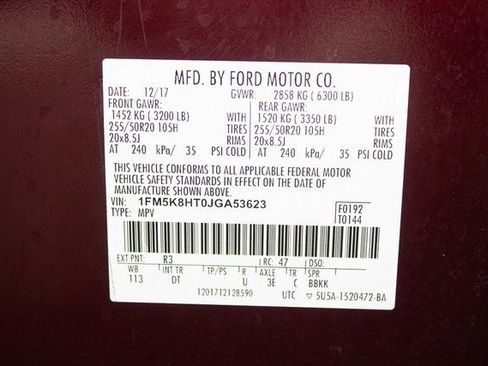 MFD. BY FORD MOTOR CO.
DATE: 12/17 GVWR: 2858 KG ( 6300 LB)
FRONT GAWR: REAR GAWR:
1452 KG ( 3200 LB) WITH 1520 KG ( 3350 LB) WITH
255/50R20 105H TIRES 255/50R20 105H TIRES
20x8.5J RIMS 20x8.5J RIMS
AT 240 kPa/ 35 PSI COLD AT 240 kPa/ 35 PSI COLD
THIS VEHICLE CONFORMS TO ALL APPLICABLE FEDERAL MOTOR
VEHICLE SAFETY STANDARDS IN EFFECT ON THE DATE OF
MANUFACTURE SHOWN ABOVE.
VIN: 1FM5K8HT0JGA53623 F0192
TYPE: MPV T0144
EXT PNT: R3 RC: 47 DSO:
WB INT TR TP/PS R AXLE TR SPR
113 DT U 3E C BBKK
1201712128590 UTC ▽ 5U5A-1520472-BA